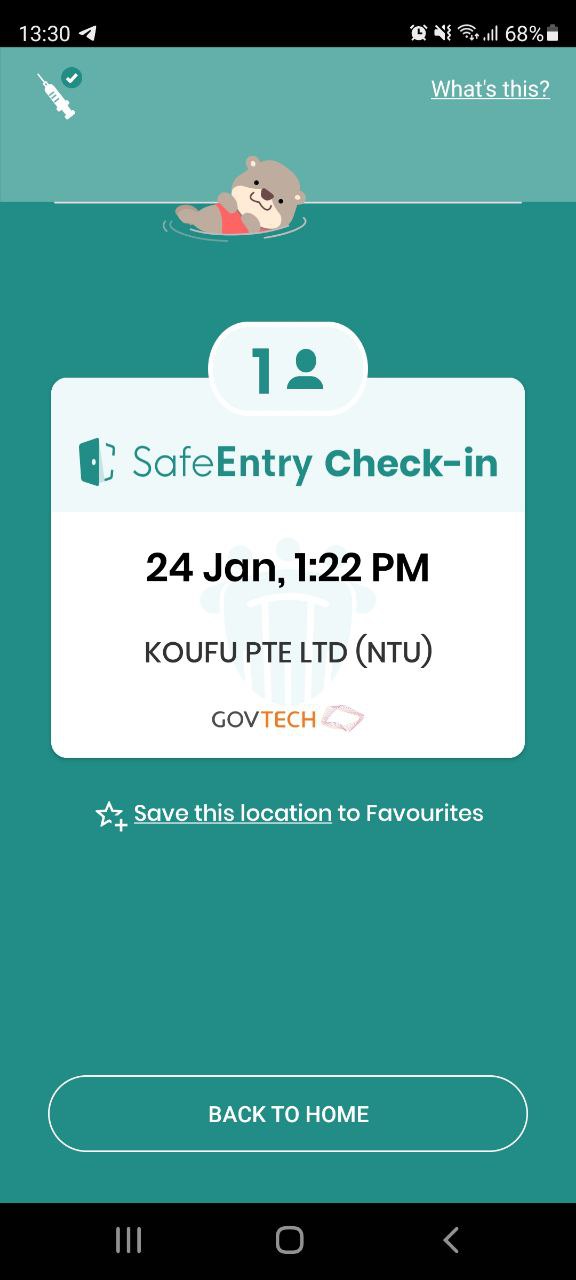 13:30 68%
What's this?
1
SafeEntry Check-in
24 Jan, 1:22 PM
KOUFU PTE LTD (NTU)
GOVTECH
Save this location to Favourites
BACK TO HOME